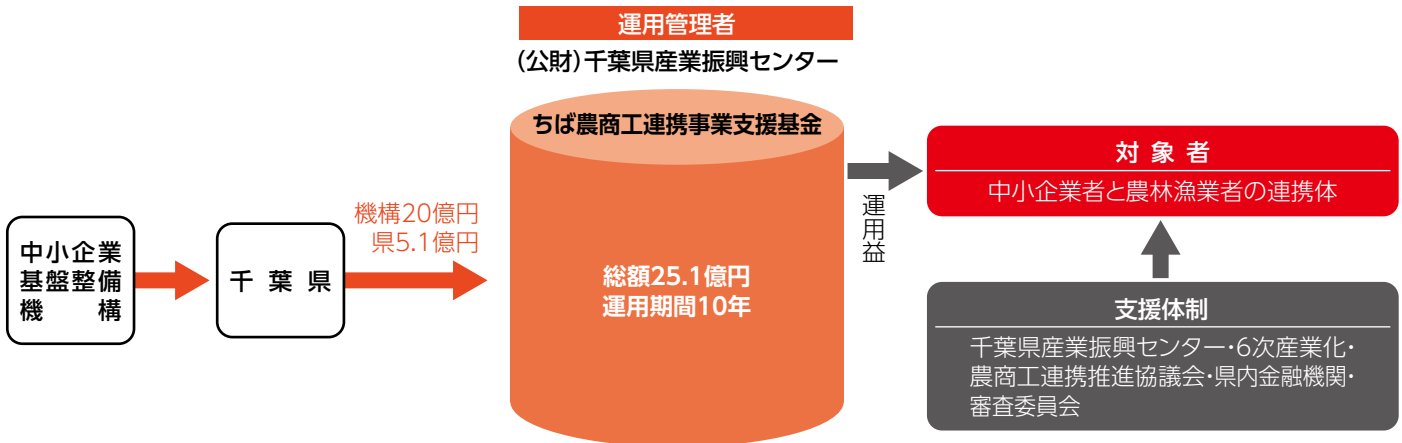 運用管理者
(公財)千葉県産業振興センター
ちば農商工連携事業支援基金
総額25.1億円
運用期間10年
中小企業
基盤整備
機構
千葉県
機構20億円
県5.1億円
運用益
対象者
中小企業者と農林漁業者の連携体
支援体制
千葉県産業振興センター・6次産業化・
農商工連携推進協議会・県内金融機関・
審査委員会